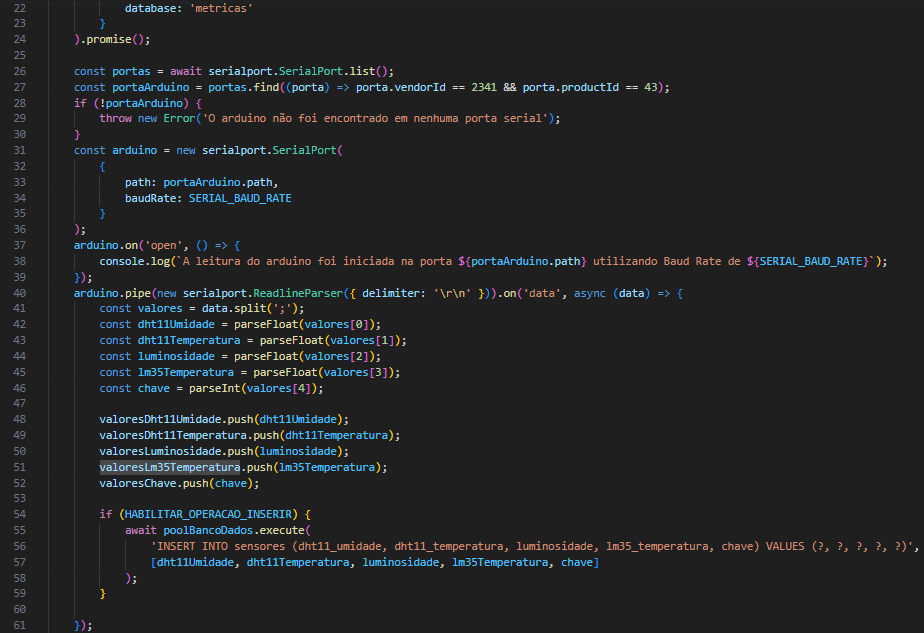 22 database: 'metricas'
23 }
24 ).promise();
25
26 const portas = await serialport.SerialPort.list();
27 const portaArduino = portas.find((porta) => porta.vendorId == 2341 && porta.productId == 43);
28 if (!portaArduino) {
29 throw new Error('O arduino não foi encontrado em nenhuma porta serial');
30 }
31 const arduino = new serialport.SerialPort(
32 {
33 path: portaArduino.path,
34 baudRate: SERIAL_BAUD_RATE
35 }
36 );
37 arduino.on('open', () => {
38 console.log(`A leitura do arduino foi iniciada na porta ${portaArduino.path} utilizando Baud Rate de ${SERIAL_BAUD_RATE}`);
39 });
40 arduino.pipe(new serialport.ReadlineParser({ delimiter: '\r\n' })).on('data', async (data) => {
41 const valores = data.split(';');
42 const dht11Umidade = parseFloat(valores[0]);
43 const dht11Temperatura = parseFloat(valores[1]);
44 const luminosidade = parseFloat(valores[2]);
45 const lm35Temperatura = parseFloat(valores[3]);
46 const chave = parseInt(valores[4]);
47
48 valoresDht11Umidade.push(dht11Umidade);
49 valoresDht11Temperatura.push(dht11Temperatura);
50 valoresLuminosidade.push(luminosidade);
51 valoresLm35Temperatura.push(lm35Temperatura);
52 valoresChave.push(chave);
53
54 if (HABILITAR_OPERACAO_INSERIR) {
55 await poolBancoDados.execute(
56 'INSERT INTO sensores (dht11_umidade, dht11_temperatura, luminosidade, lm35_temperatura, chave) VALUES (?, ?, ?, ?, ?)',
57 [dht11Umidade, dht11Temperatura, luminosidade, lm35Temperatura, chave]
58 );
59 }
60
61 });